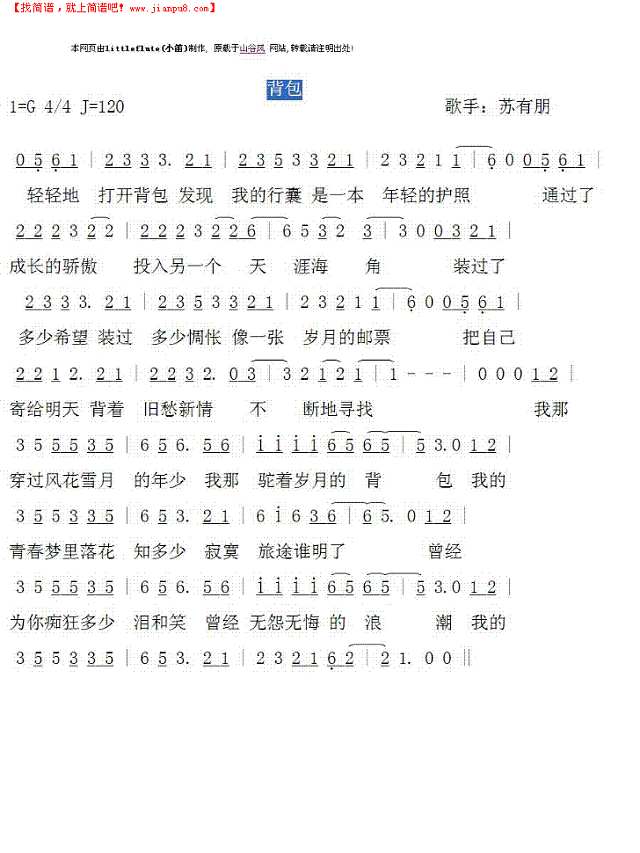 【找简谱，就上简谱吧！www.jianpu8.com】
本网页由littleflute(小笛)制作, 原载于山谷风 网站,转载请注明出处!
背包
1=G 4/4 J=120 歌手: 苏有朋
0 5 6 1 | 2 3 3 3. 2 1 | 2 3 5 3 3 2 1 | 2 3 2 1 1 | 6 0 0 0 5 6 1 |
轻轻地 打开背包 发现 我的行囊 是一本 年轻的护照 通过了
2 2 2 3 2 2 | 2 2 2 3 2 2 6 | 6 5 3 2 3 | 3 0 0 3 2 1 |
成长的骄傲 投入另一个 天 涯海 角 装过了
2 3 3 3. 2 1 | 2 3 5 3 3 2 1 | 2 3 2 1 1 | 6 0 0 0 5 6 1 |
多少希望 装过 多少惆怅 像一张 岁月的邮票 把自己
2 2 1 2. 2 1 | 2 2 3 2. 0 3 | 3 2 1 2 1 | 1 - - - | 0 0 0 1 2 |
寄给明天 背着 旧愁新情 不 断地寻找 我那
3 5 5 3 3 5 | 6 5 6. 5 6 | i i i i 6 5 | 6 5 5 | 5 3. 0 1 2 |
穿过风花雪月 的年少 我那 驼着岁月的 背 包 我的
3 5 5 5 3 5 | 6 5 3. 2 1 | 6 i 6 3 6 | 6 5. 0 1 2 |
青春梦里落花 知多少 寂寞 旅途谁明了 曾经
3 5 5 3 3 5 | 6 5 6. 5 6 | i i i i 6 5 | 6 5 5 | 5 3. 0 1 2 |
为你痴狂多少 泪和笑 曾经 无怨无悔 的 浪 潮 我的
3 5 5 5 3 5 | 6 5 3. 2 1 | 2 3 2 1 6 2 | 2 1. 0 0 ||